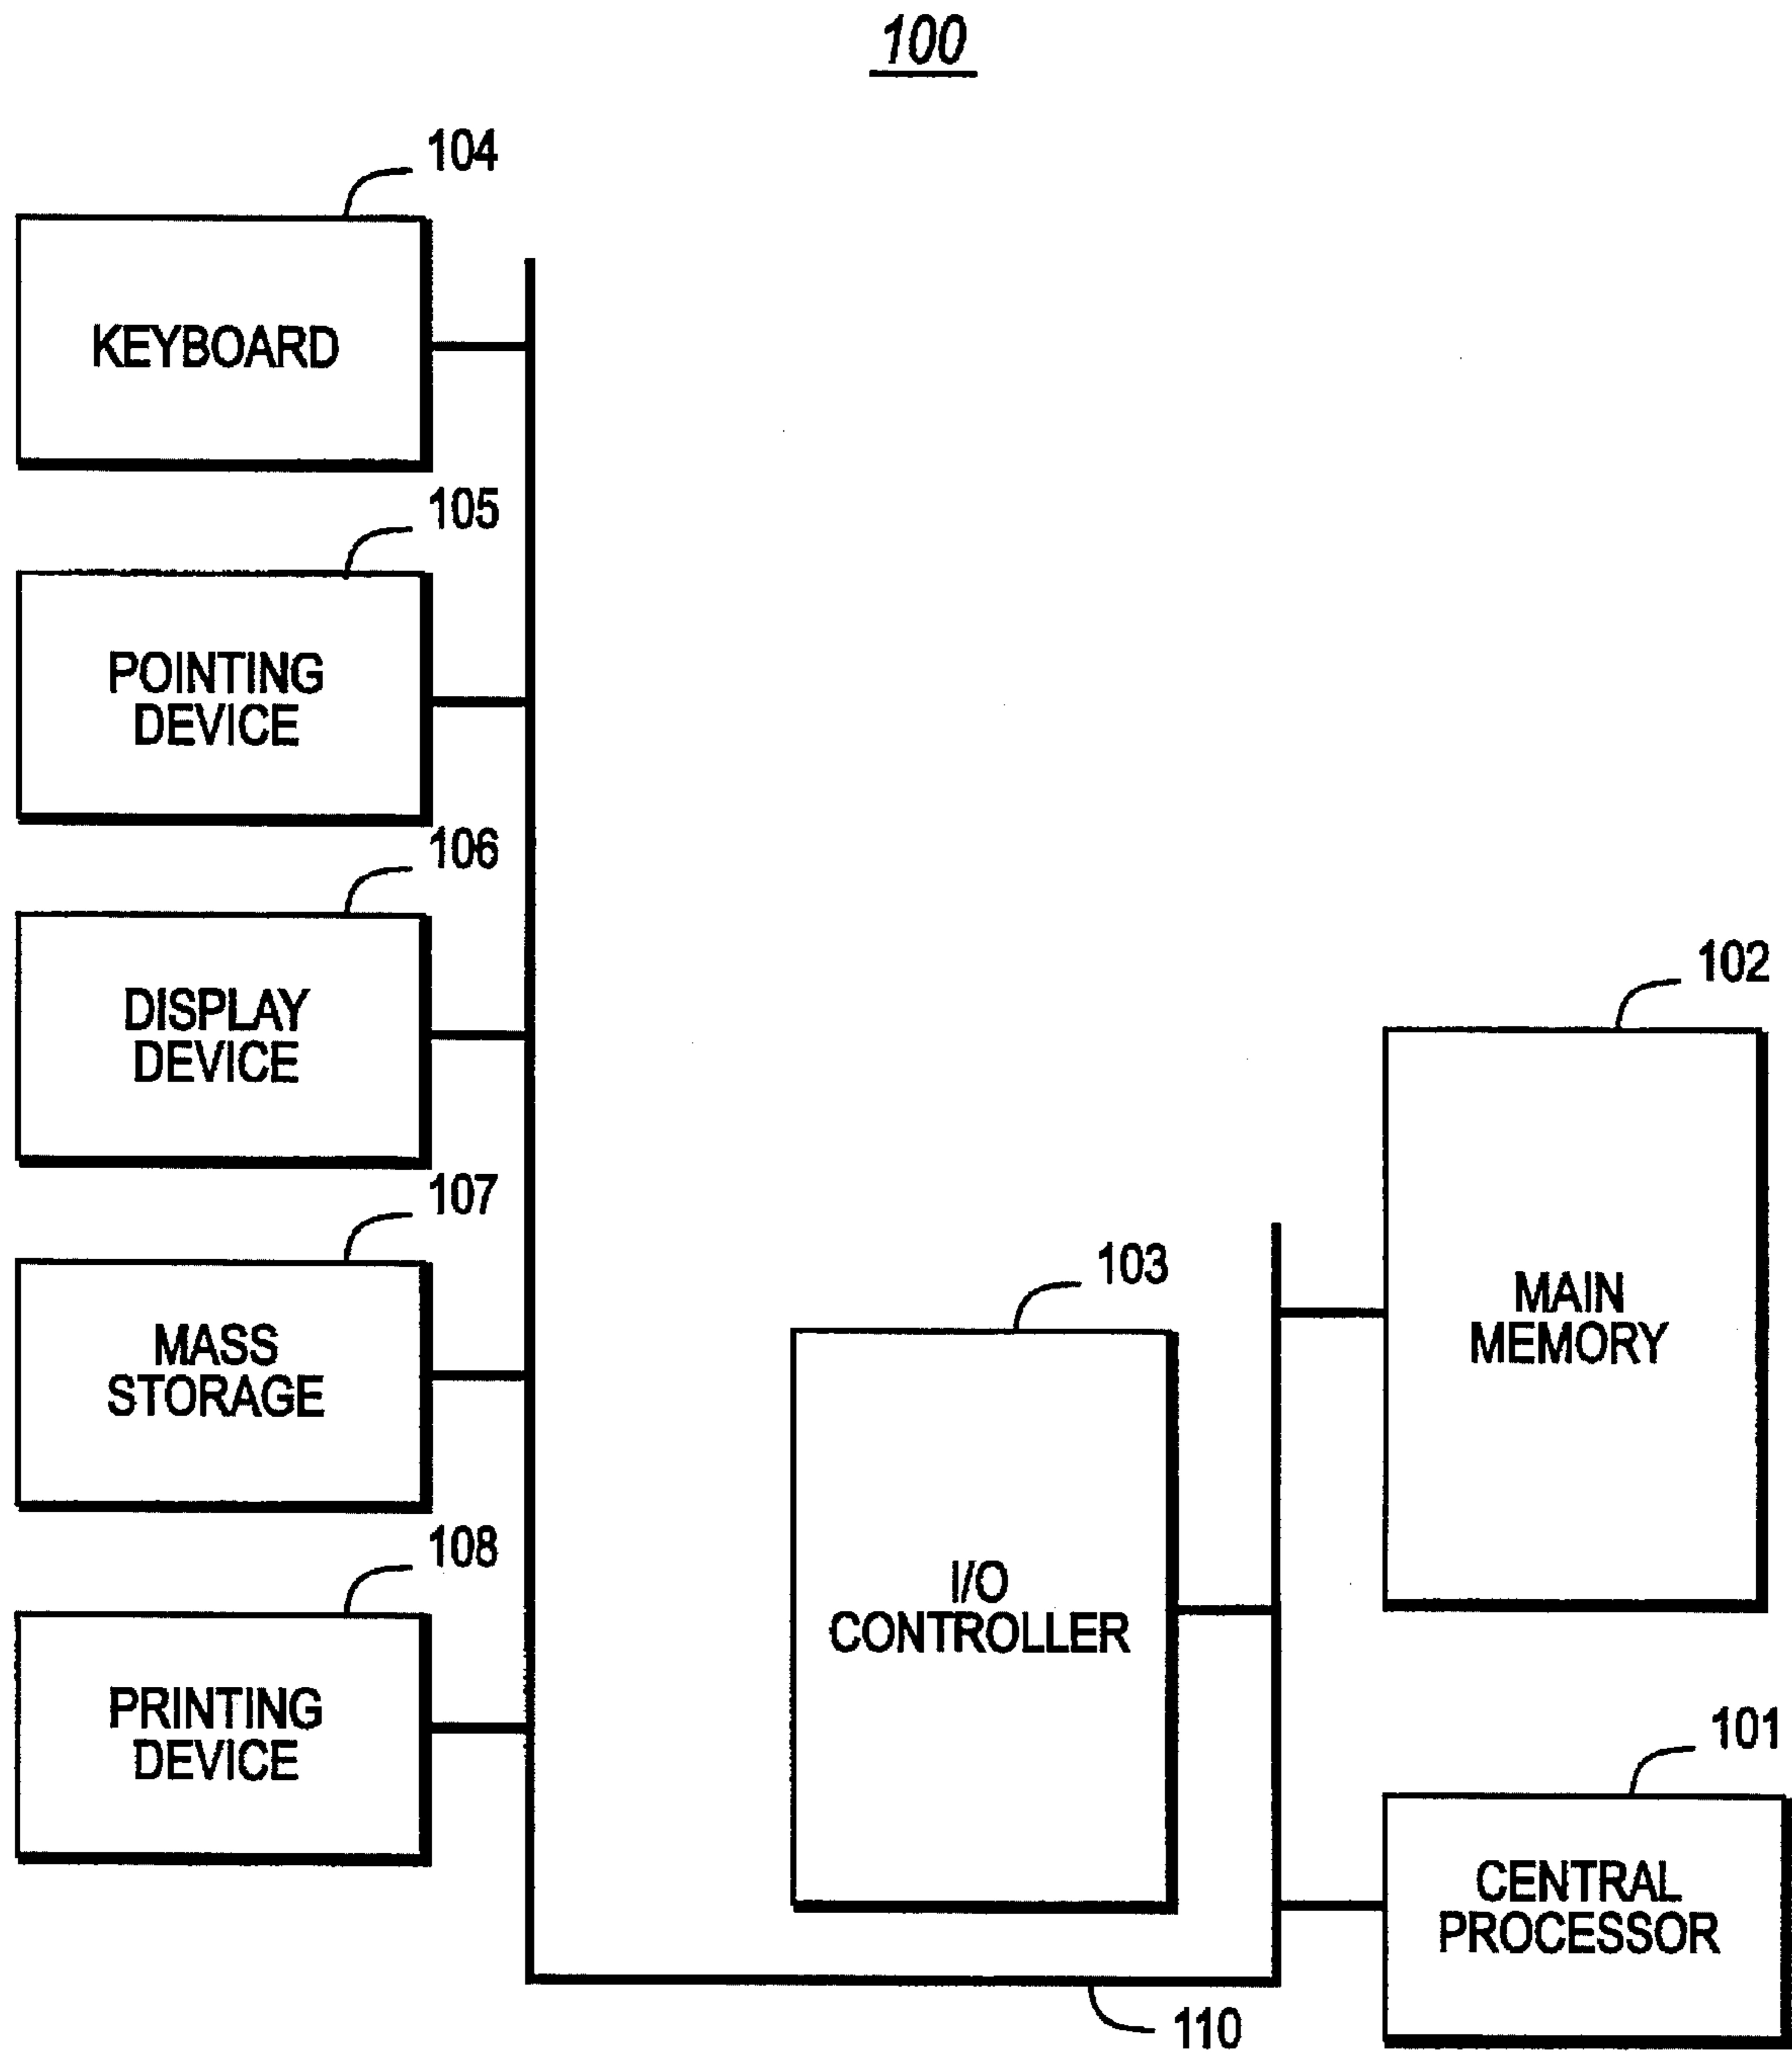 100
104
KEYBOARD
105
POINTING
DEVICE
106
DISPLAY
DEVICE
107
MASS
STORAGE
108
PRINTING
DEVICE
103
I/O
CONTROLLER
102
MAIN
MEMORY
101
CENTRAL
PROCESSOR
110